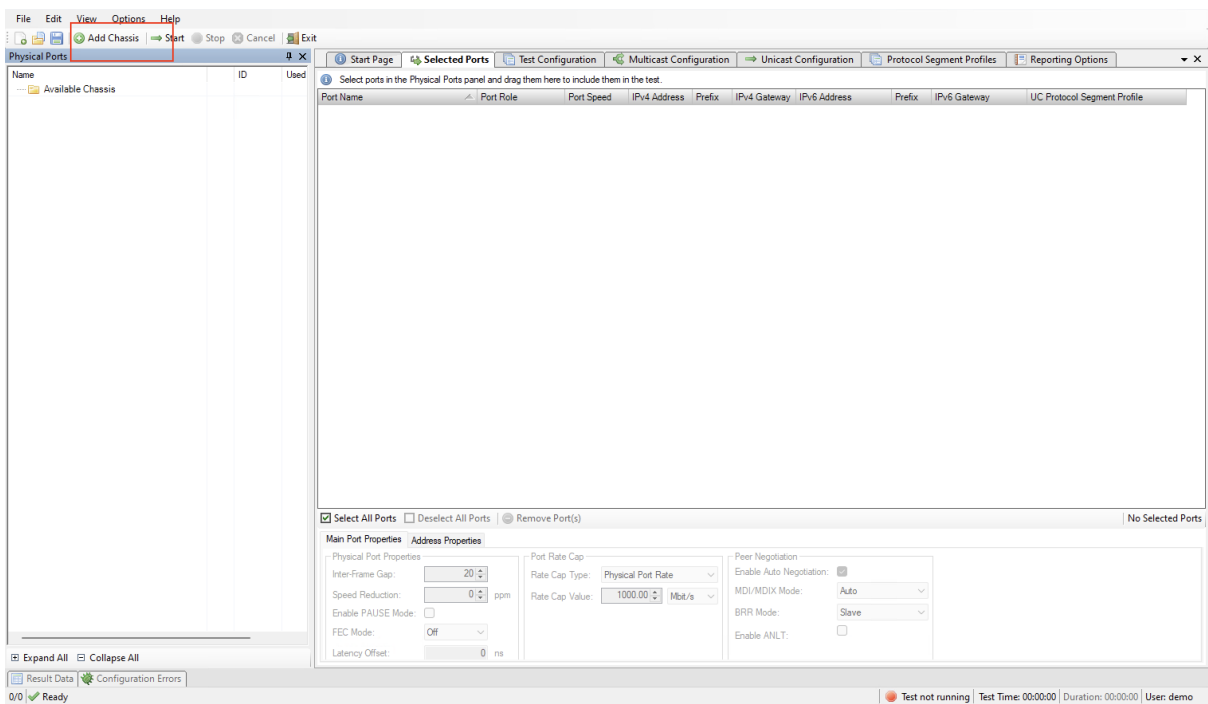 File Edit View Options Help
Add Chassis Start Stop Cancel Exit
Physical Ports
Name ID Used
Available Chassis
Expand All Collapse All
Start Page Selected Ports Test Configuration Multicast Configuration Unicast Configuration Protocol Segment Profiles Reporting Options
Select ports in the Physical Ports panel and drag them here to include them in the test.
Port Name Port Role Port Speed IPv4 Address Prefix IPv4 Gateway IPv6 Address Prefix IPv6 Gateway UC Protocol Segment Profile
Select All Ports Deselect All Ports Remove Port(s) No Selected Ports
Main Port Properties Address Properties
Physical Port Properties
Inter-Frame Gap: 20
Speed Reduction: 0 ppm
Enable PAUSE Mode:
FEC Mode: Off
Latency Offset: 0 ns
Port Rate Cap
Rate Cap Type: Physical Port Rate
Rate Cap Value: 1000.00 Mbit/s
Peer Negotiation
Enable Auto Negotiation:
MDI/MDIX Mode: Auto
BRR Mode: Slave
Enable ANLT:
Result Data Configuration Errors
0/0 Ready Test not running Test Time: 00:00:00 Duration: 00:00:00 User: demo